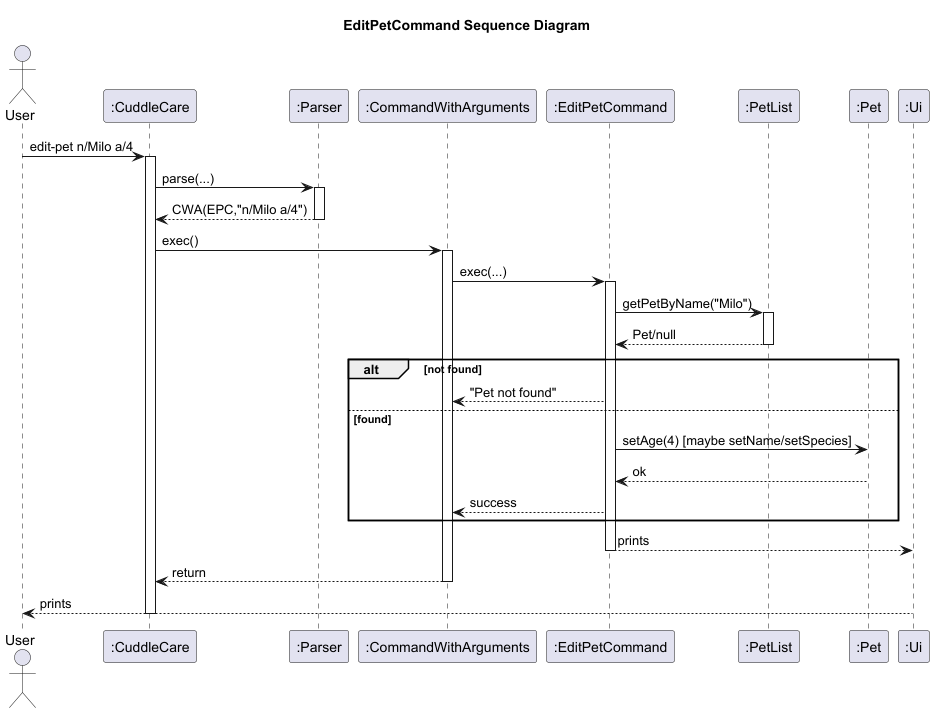 EditPetCommand Sequence Diagram
User
:CuddleCare
:Parser
:CommandWithArguments
:EditPetCommand
:PetList
:Pet
:Ui
edit-pet n/Milo a/4
parse(...)
CWA(EPC,"n/Milo a/4")
exec()
exec(...)
getPetByName("Milo")
Pet/null
alt
[not found]
"Pet not found"
[found]
setAge(4) [maybe setName/setSpecies]
ok
success
prints
return
prints
User
:CuddleCare
:Parser
:CommandWithArguments
:EditPetCommand
:PetList
:Pet
:Ui